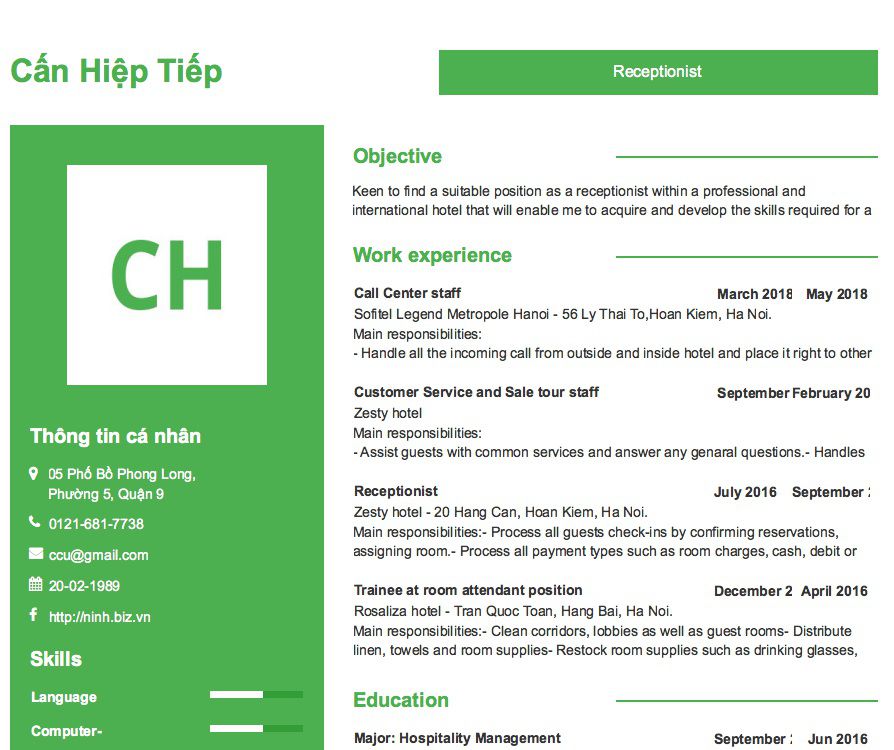 Cấn Hiệp Tiếp
Receptionist
CH
Thông tin cá nhân
05 Phố Bồ Phong Long,
Phường 5, Quận 9
0121-681-7738
ccu@gmail.com
20-02-1989
http://ninh.biz.vn
Skills
Language
Computer-
Objective
Keen to find a suitable position as a receptionist within a professional and
international hotel that will enable me to acquire and develop the skills required for a
Work experience
Call Center staff March 2018 May 2018
Sofitel Legend Metropole Hanoi - 56 Ly Thai To,Hoan Kiem, Ha Noi.
Main responsibilities:
- Handle all the incoming call from outside and inside hotel and place it right to other
Customer Service and Sale tour staff September February 20
Zesty hotel
Main responsibilities:
- Assist guests with common services and answer any genaral questions.- Handles
Receptionist July 2016 September
Zesty hotel - 20 Hang Can, Hoan Kiem, Ha Noi.
Main responsibilities:- Process all guests check-ins by confirming reservations,
assigning room.- Process all payment types such as room charges, cash, debit or
Trainee at room attendant position December 2 April 2016
Rosaliza hotel - Tran Quoc Toan, Hang Bai, Ha Noi.
Main responsibilities:- Clean corridors, lobbies as well as guest rooms- Distribute
linen, towels and room supplies- Restock room supplies such as drinking glasses,
Education
Major: Hospitality Management September Jun 2016